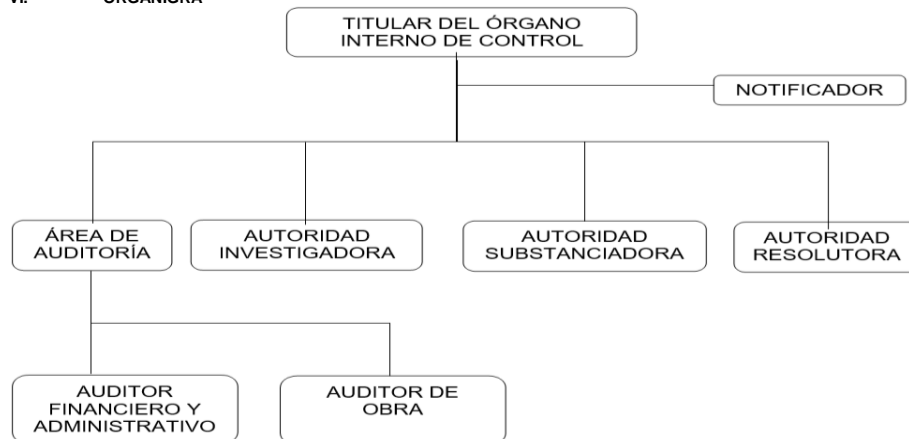 VI. ORGANIGRA
TITULAR DEL ÓRGANO
INTERNO DE CONTROL
NOTIFICADOR
ÁREA DE
AUDITORÍA
AUTORIDAD
INVESTIGADORA
AUTORIDAD
SUBSTANCIADORA
AUTORIDAD
RESOLUTORA
AUDITOR
FINANCIERO Y
ADMINISTRATIVO
AUDITOR DE
OBRA